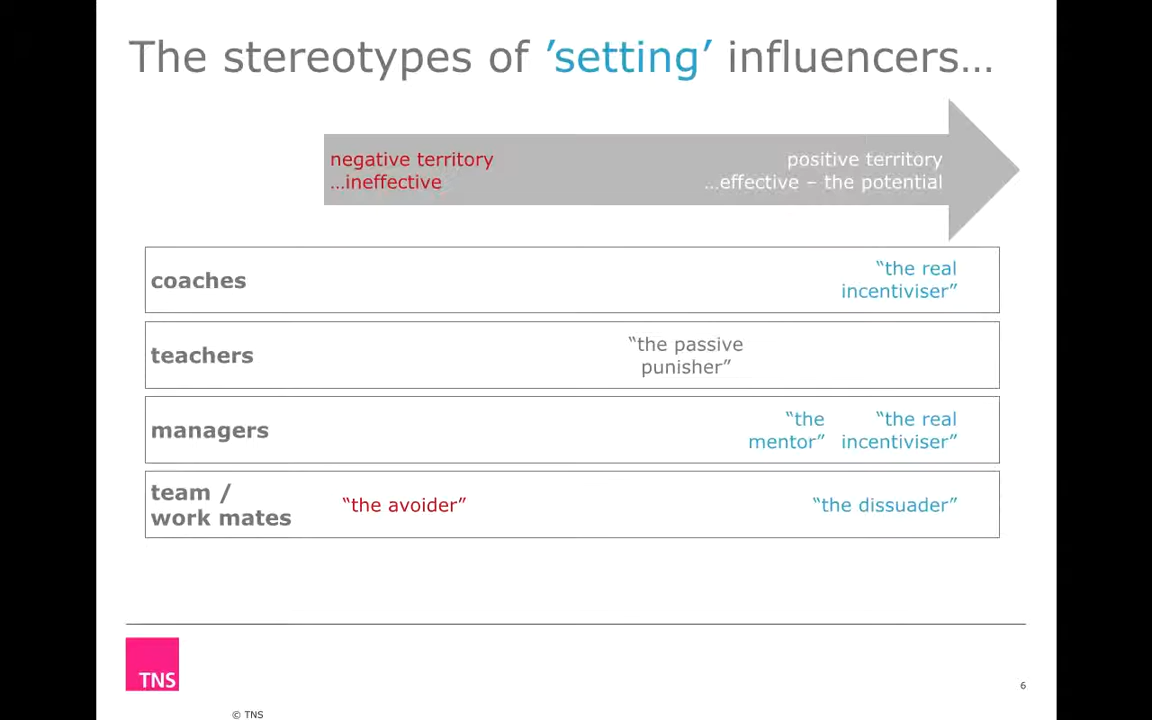 The stereotypes of ’setting’ influencers…
negative territory
…ineffective
positive territory
…effective – the potential
coaches
“the real
incentiviser”
teachers
“the passive
punisher”
managers
“the
mentor”
“the real
incentiviser”
team /
work mates
“the avoider”
“the dissuader”
TNS
6
© TNS